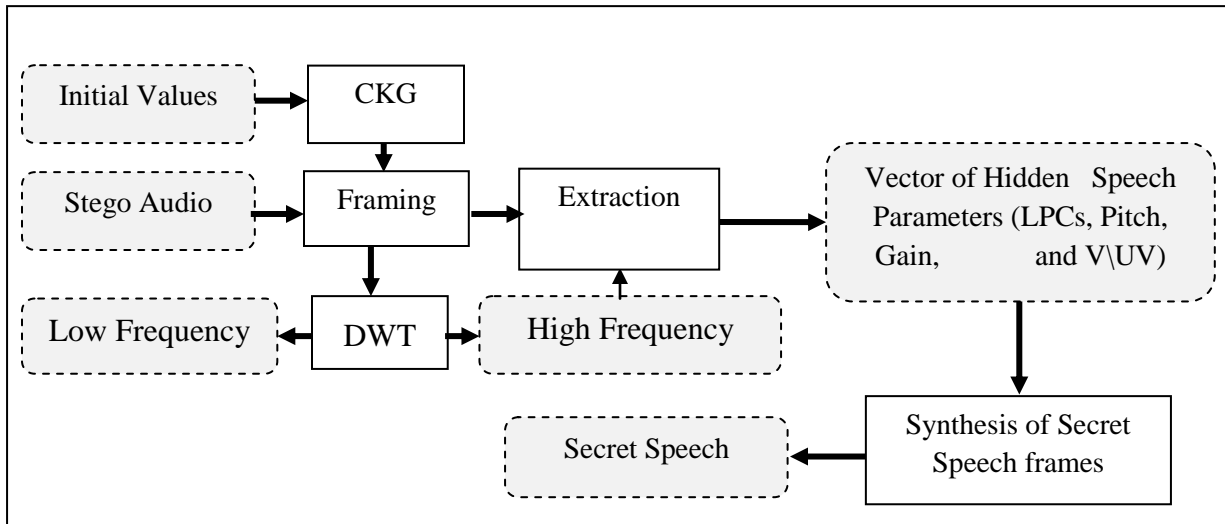 Initial Values
CKG
Stego Audio
Framing
Extraction
Vector of Hidden Speech
Parameters (LPCs, Pitch,
Gain, and V\UV)
Low Frequency
DWT
High Frequency
Secret Speech
Synthesis of Secret
Speech frames